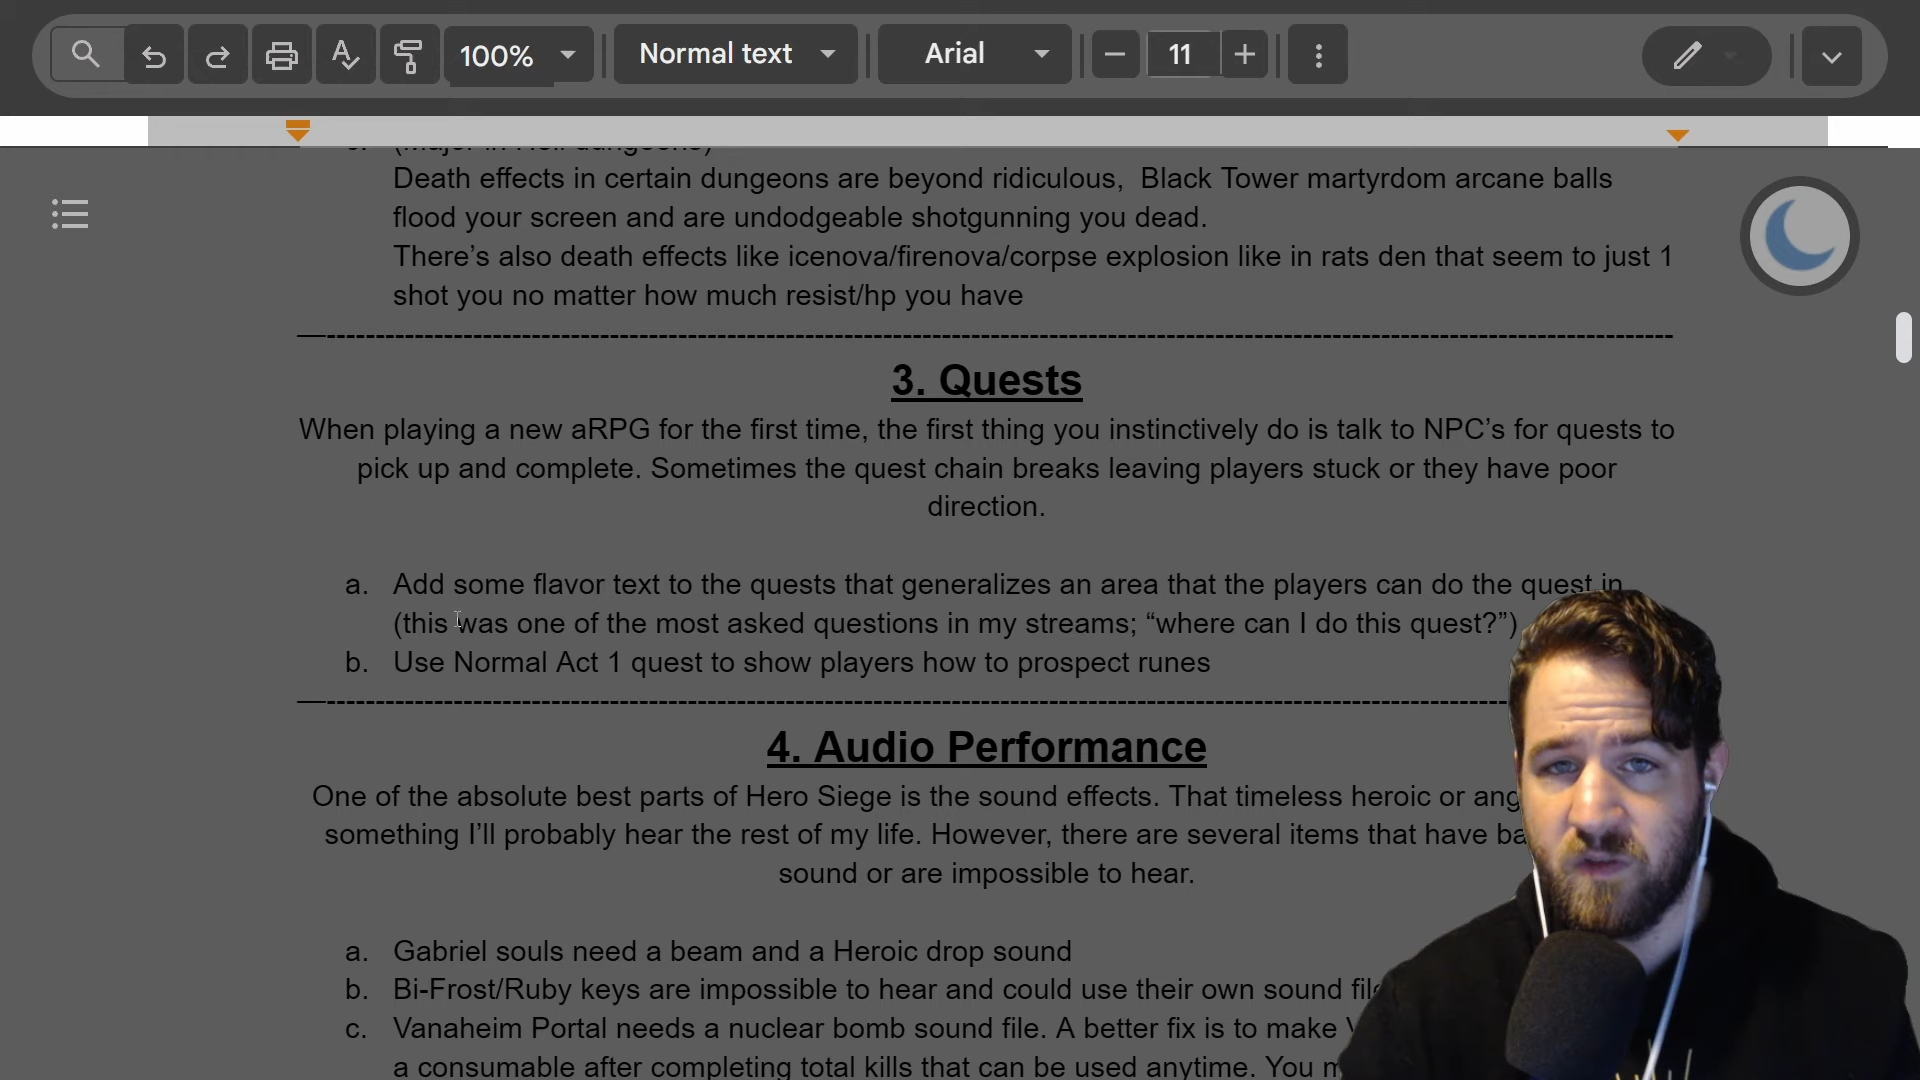 100%
Normal text
Arial
11
Death effects in certain dungeons are beyond ridiculous,  Black Tower martyrdom arcane balls
flood your screen and are undodgeable shotgunning you dead.
There’s also death effects like icenova/firenova/corpse explosion like in rats den that seem to just 1
shot you no matter how much resist/hp you have
—------------------------------------------------------------------------------------------------------------------
3. Quests
When playing a new aRPG for the first time, the first thing you instinctively do is talk to NPC’s for quests to
pick up and complete. Sometimes the quest chain breaks leaving players stuck or they have poor
direction.
a. Add some flavor text to the quests that generalizes an area that the players can do the quest in
(this was one of the most asked questions in my streams; “where can I do this quest?”)
b. Use Normal Act 1 quest to show players how to prospect runes
—------------------------------------------------------------------------------------------------------
4. Audio Performance
One of the absolute best parts of Hero Siege is the sound effects. That timeless heroic or
something I’ll probably hear the rest of my life. However, there are several items that have
sound or are impossible to hear.
a. Gabriel souls need a beam and a Heroic drop sound
b. Bi-Frost/Ruby keys are impossible to hear and could use their own sound
c. Vanaheim Portal needs a nuclear bomb sound file. A better fix is to make
a consumable after completing total kills that can be used anytime. You